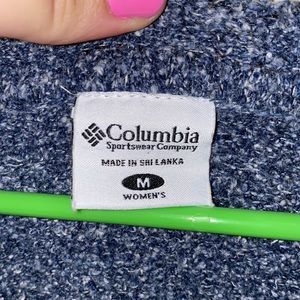 Columbia
Sportswear Company
MADE IN SRI LANKA
M
WOMEN'S